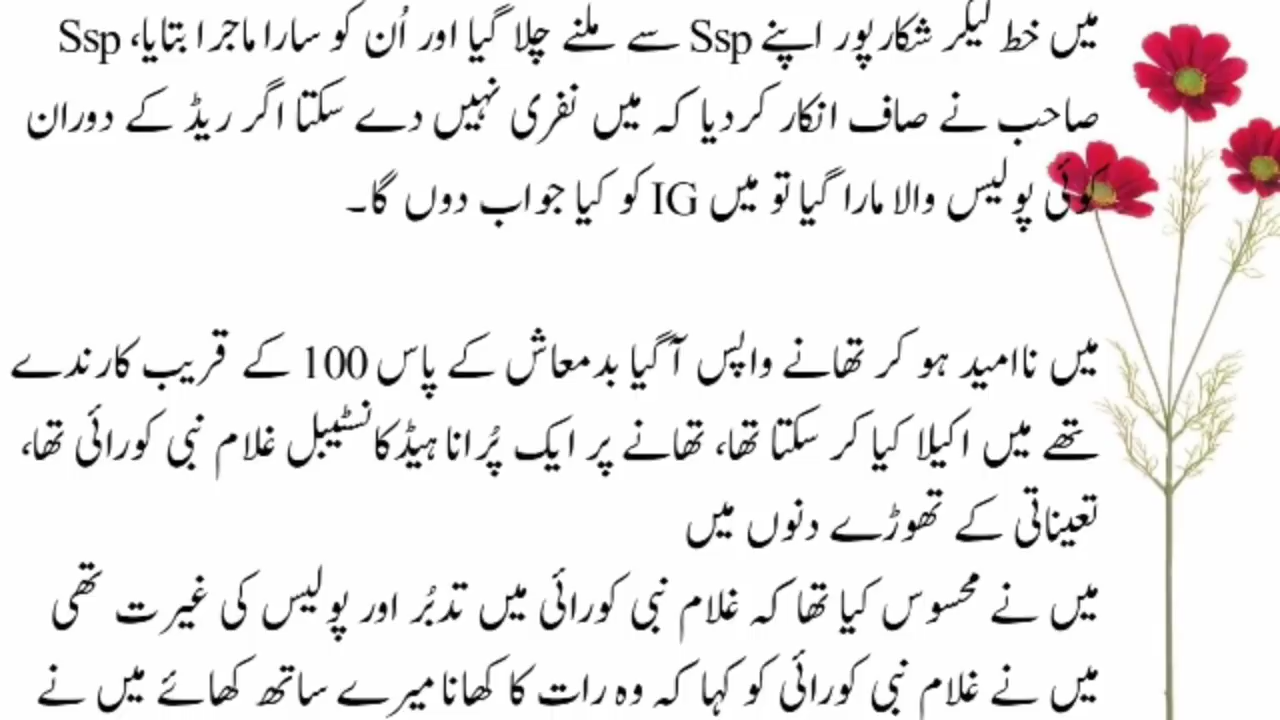 میں خط لیکر شکارپور اپنے Ssp سے ملنے چلا گیا اور اُن کو سارا ماجرا بتایا، Ssp
صاحب نے صاف انکار کردیا کہ میں نفری نہیں دے سکتا اگر ریڈ کے دوران
کوئی پولیس والا مارا گیا تو میں IG کو کیا جواب دوں گا۔
میں ناامید ہو کر تھانے واپس آگیا بدمعاش کے پاس 100 کے قریب کارندے
تھے میں اکیلا کیا کر سکتا تھا، تھانے پر ایک پُرانا ہیڈکانسٹیبل غلام نبی کورائی تھا،
تعیناتی کے تھوڑے دنوں میں
میں نے محسوس کیا تھا کہ غلام نبی کورائی میں تدبُر اور پولیس کی غیرت تھی
میں نے غلام نبی کورائی کو کہا کہ وہ رات کا کھانا میرے ساتھ کھائے میں نے